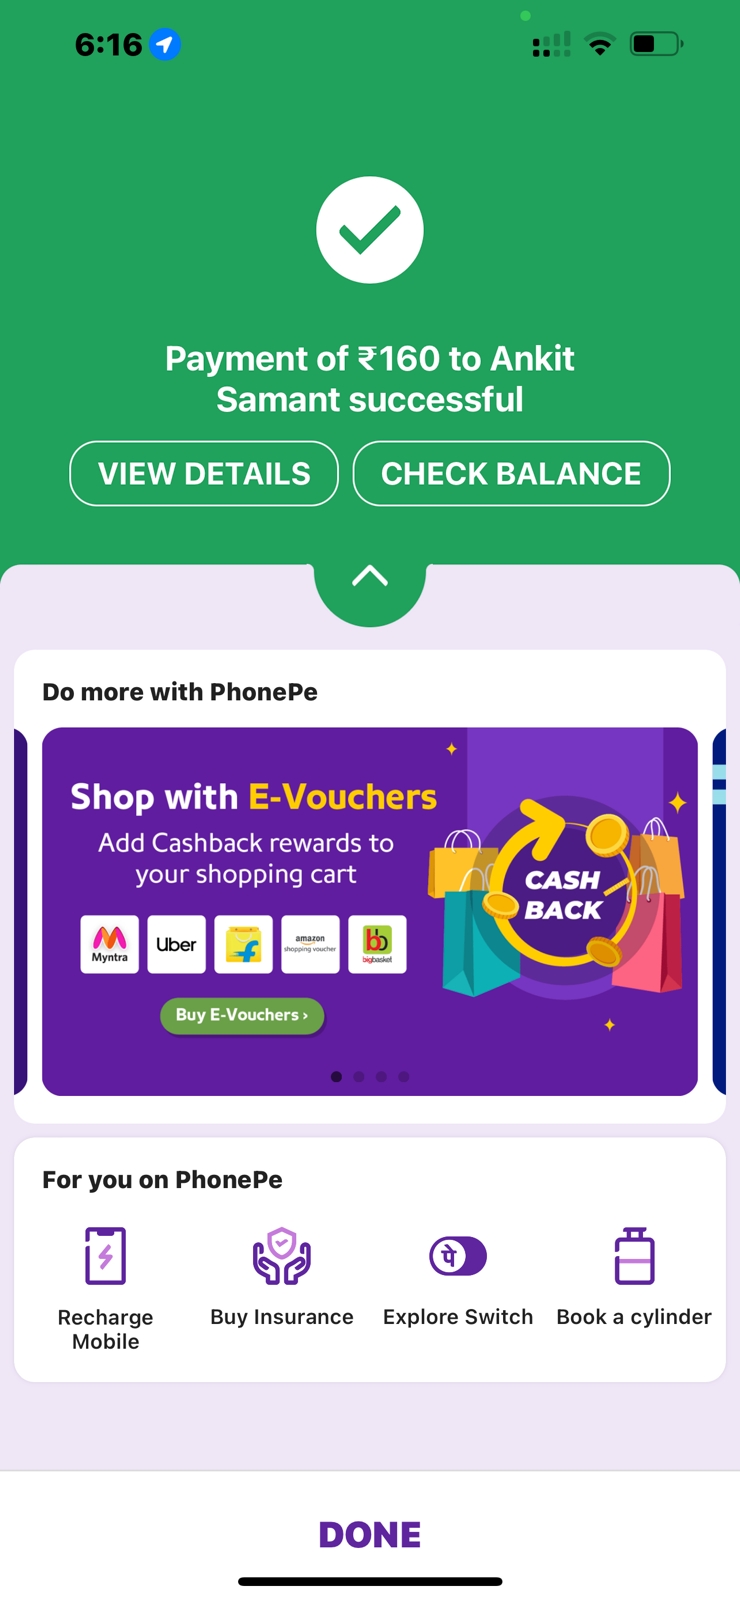 6:16
Payment of ₹160 to Ankit
Samant successful
VIEW DETAILS CHECK BALANCE
Do more with PhonePe
Shop with E-Vouchers
Add Cashback rewards to
your shopping cart
CASH
BACK
Myntra Uber amazon shopping voucher bb bigbasket
Buy E-Vouchers ›
For you on PhonePe
Recharge Mobile
Buy Insurance
पे
Explore Switch
Book a cylinder
DONE